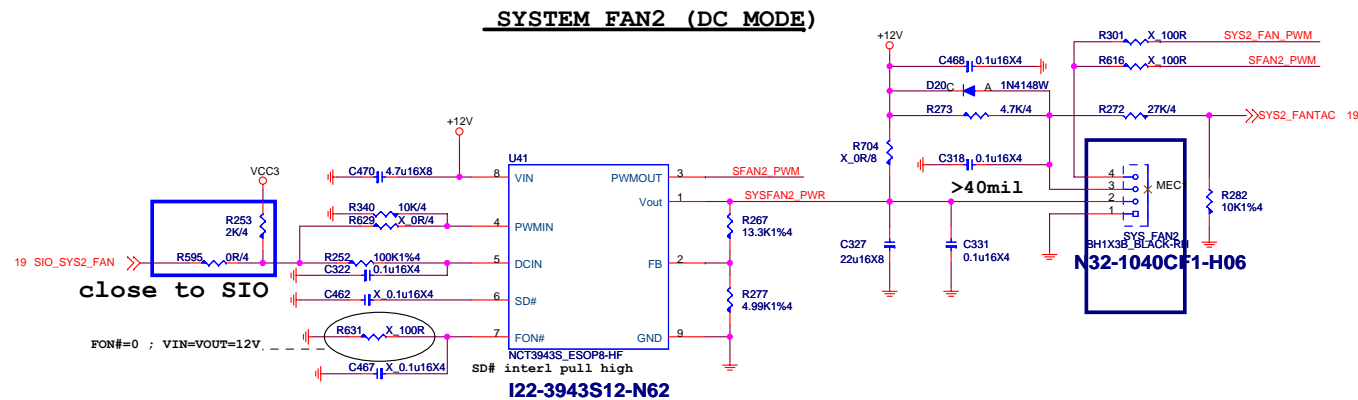 SYSTEM FAN2 (DC MODE)
+12V
R301 X_100R SYS2_FAN_PWM
C468 0.1u16X4
R616 X_100R SFAN2_PWM
D20 C A 1N4148W
R273 4.7K/4
R272 27K/4
SYS2_FANTAC 19
+12V
R704
X_0R/8
U41
C470 4.7u16X8
8 VIN
PWMOUT 3
SFAN2_PWM
C318 0.1u16X4
VCC3
Vout 1
SYSFAN2_PWR
>40mil
4
3
2
1
MEC1
R282
10K1%4
R340 10K/4
R629 X_0R/4
4 PWMIN
R253
2K/4
R267
13.3K1%4
SYS_FAN2
BH1X3B_BLACK-RH
N32-1040CF1-H06
19 SIO_SYS2_FAN
R595 0R/4
R252 100K1%4
5 DCIN
FB 2
C327
22u16X8
C331
0.1u16X4
C322 0.1u16X4
close to SIO
C462 X_0.1u16X4
6 SD#
R277
4.99K1%4
R631 X_100R
7 FON#
GND 9
FON#=0 ; VIN=VOUT=12V
NCT3943S_ESOP8-HF
C467 X_0.1u16X4
SD# interl pull high
I22-3943S12-N62